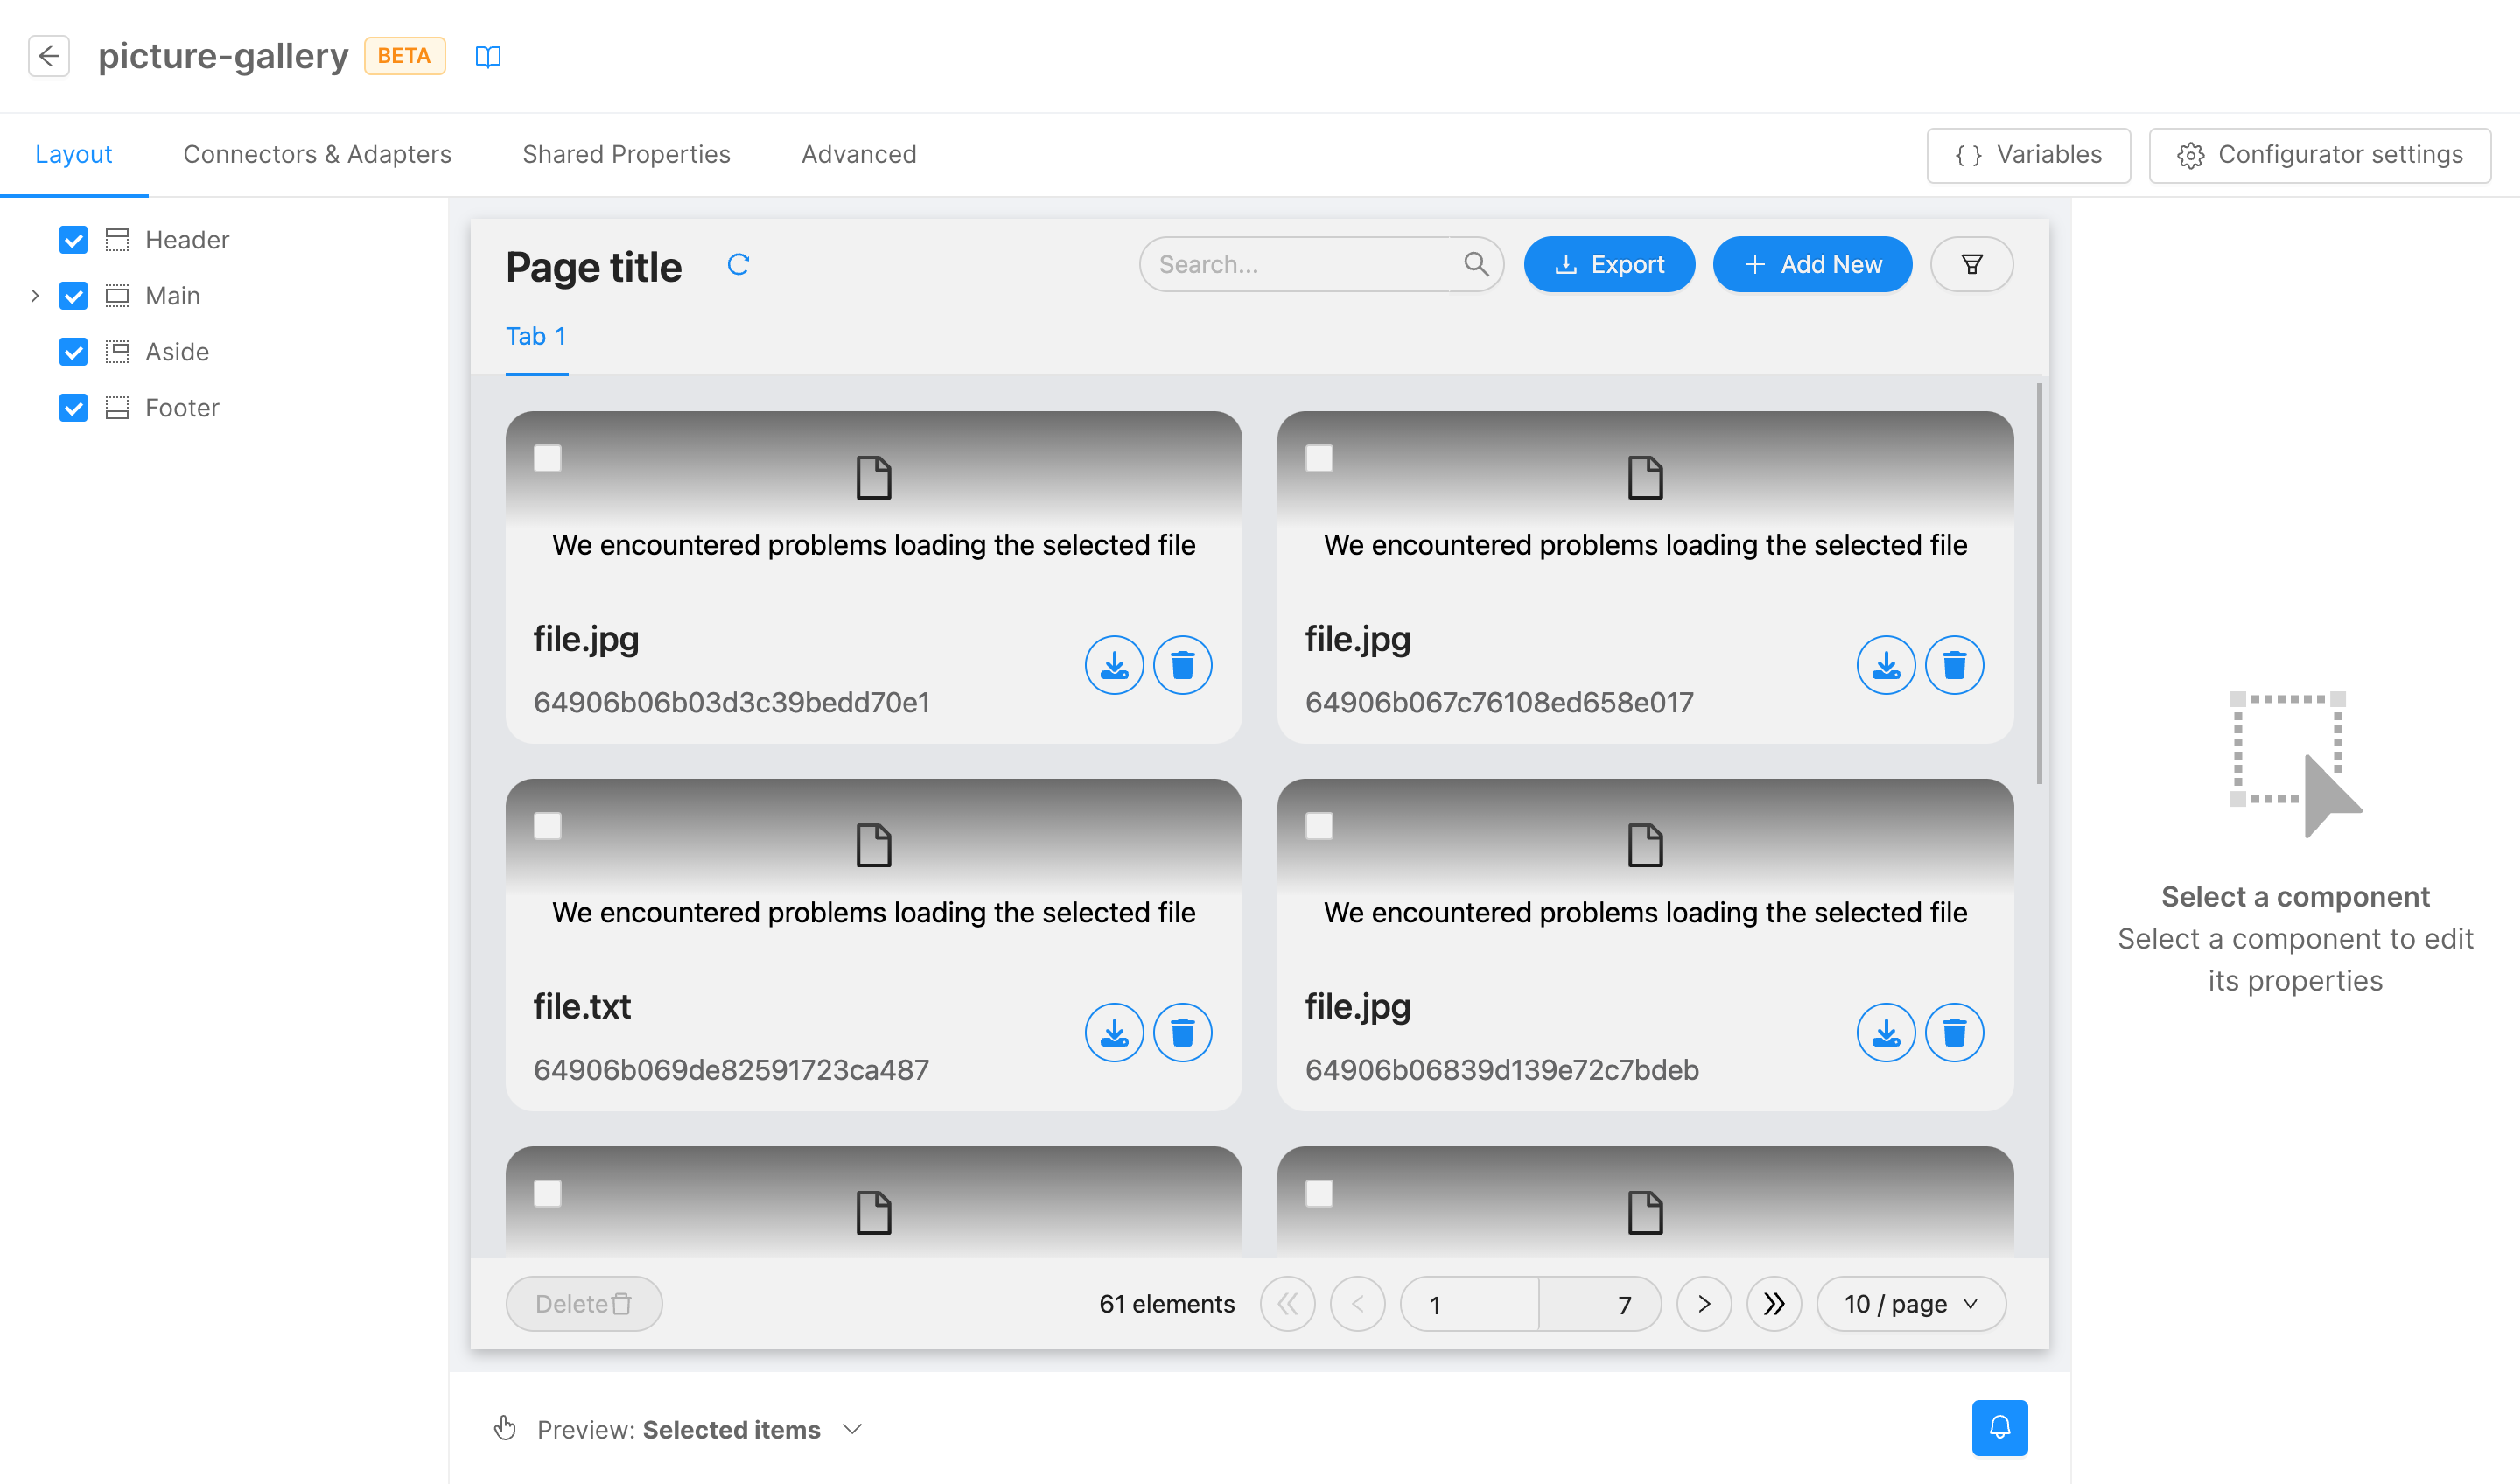 picture-gallery BETA
Layout Connectors & Adapters Shared Properties Advanced { } Variables Configurator settings
Header
Main
Aside
Footer
Page title Search... Export Add New
Tab 1
We encountered problems loading the selected file
file.jpg
64906b06b03d3c39bedd70e1
We encountered problems loading the selected file
file.jpg
64906b067c76108ed658e017
We encountered problems loading the selected file
file.txt
64906b069de82591723ca487
We encountered problems loading the selected file
file.jpg
64906b06839d139e72c7bdeb
Delete 61 elements 1 7 10 / page
Preview: Selected items
Select a component
Select a component to edit
its properties